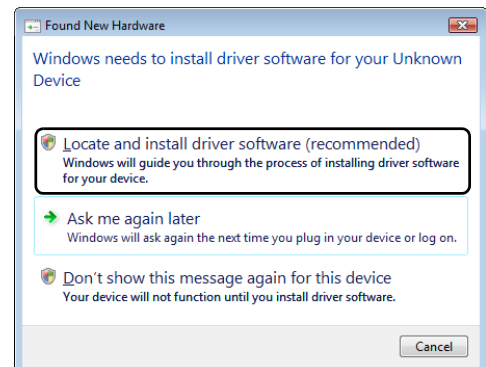 Found New Hardware
Windows needs to install driver software for your Unknown
Device
Locate and install driver software (recommended)
Windows will guide you through the process of installing driver software
for your device.
Ask me again later
Windows will ask again the next time you plug in your device or log on.
Don't show this message again for this device
Your device will not function until you install driver software.
Cancel